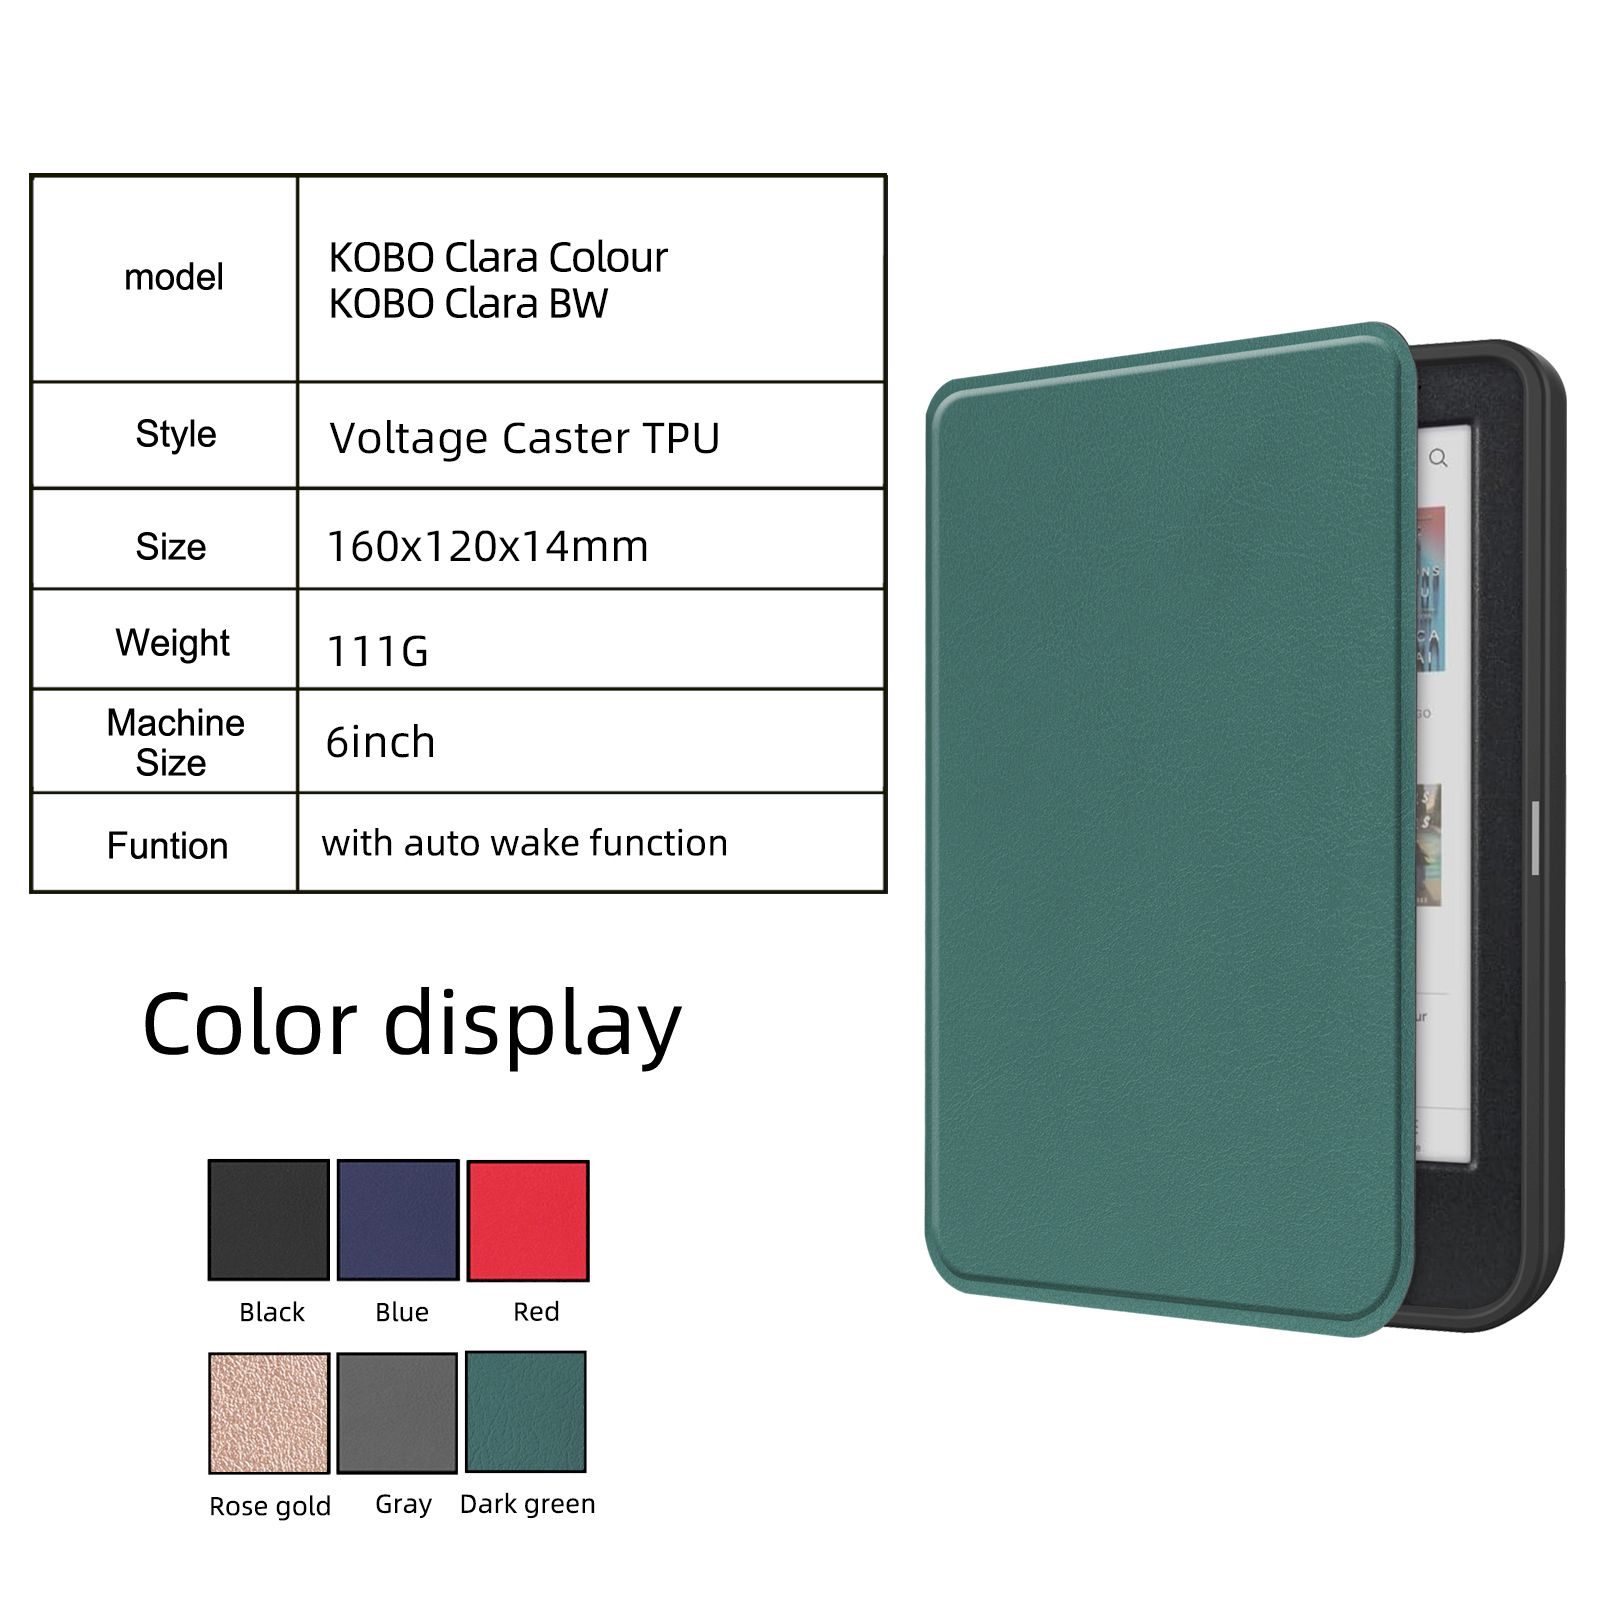 model
KOBO Clara Colour
KOBO Clara BW
Style
Voltage Caster TPU
Size
160x120x14mm
Weight
111G
Machine
Size
6inch
Funtion
with auto wake function
Color display
Black
Blue
Red
Rose gold
Gray
Dark green